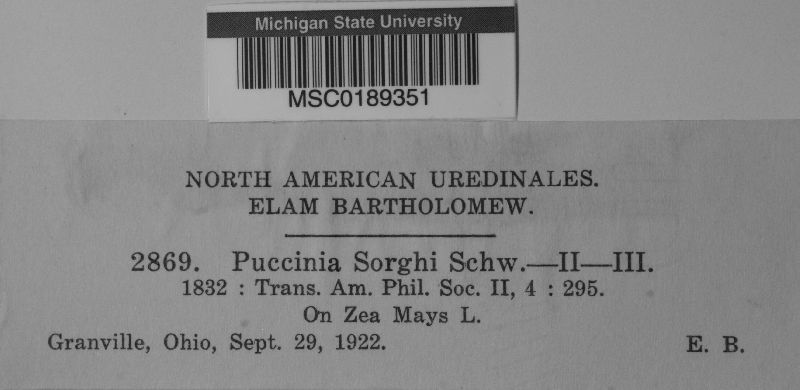 Michigan State University
MSC0189351
NORTH AMERICAN UREDINALES.
ELAM BARTHOLOMEW.
2869. Puccinia Sorghi Schw.—II—III.
1832 : Trans. Am. Phil. Soc. II, 4 : 295.
On Zea Mays L.
Granville, Ohio, Sept. 29, 1922. E. B.